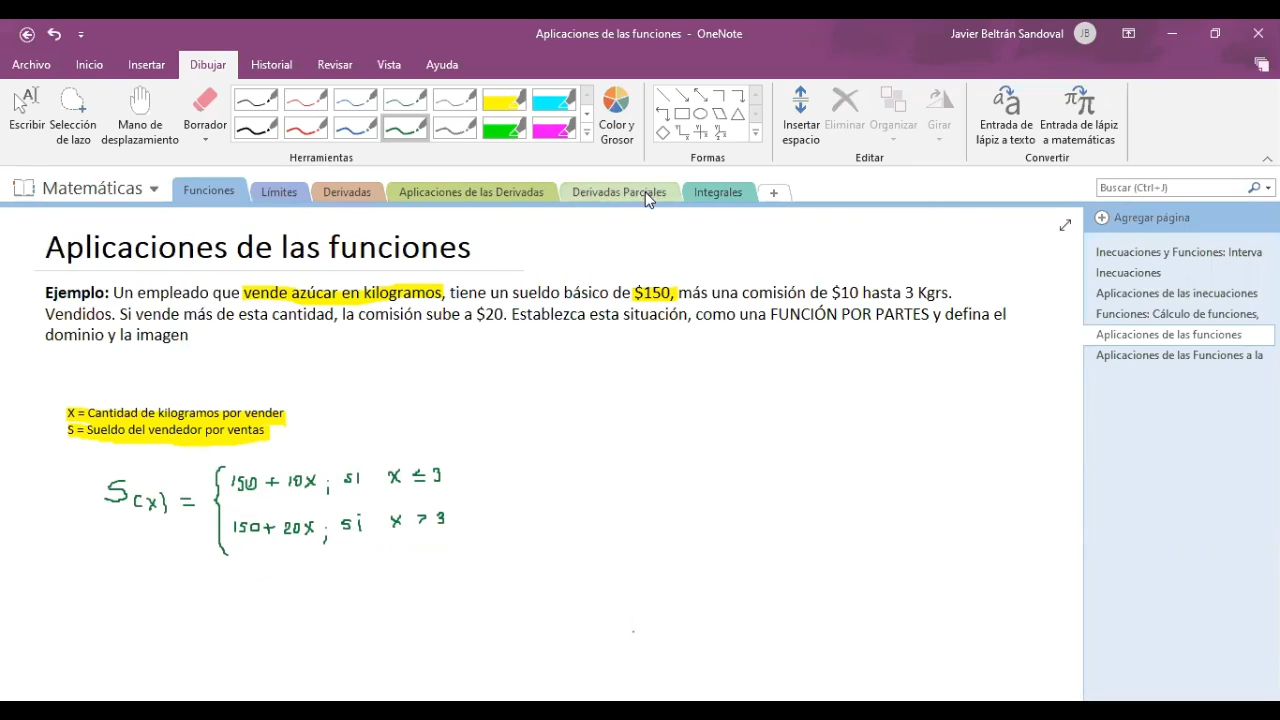 Aplicaciones de las funciones - OneNote
Javier Beltrán Sandoval JB
Archivo Inicio Insertar Dibujar Historial Revisar Vista Ayuda
Escribir
Selección de lazo
Mano de desplazamiento
Borrador
Color y Grosor
Insertar espacio
Eliminar
Organizar
Girar
Entrada de lápiz a texto
Entrada de lápiz a matemáticas
Herramientas Formas Editar Convertir
Matemáticas Funciones Límites Derivadas Aplicaciones de las Derivadas Derivadas Parciales Integrales +
Buscar (Ctrl+J)
Agregar página
Inecuaciones y Funciones: Interva
Inecuaciones
Aplicaciones de las inecuaciones
Funciones: Cálculo de funciones,
Aplicaciones de las funciones
Aplicaciones de las Funciones a la
Aplicaciones de las funciones
Ejemplo: Un empleado que vende azúcar en kilogramos, tiene un sueldo básico de $150, más una comisión de $10 hasta 3 Kgrs.
Vendidos. Si vende más de esta cantidad, la comisión sube a $20. Establezca esta situación, como una FUNCIÓN POR PARTES y defina el
dominio y la imagen
X = Cantidad de kilogramos por vender
S = Sueldo del vendedor por ventas
S(x) = {
150 + 10x ; si x ≤ 3
150 + 20x ; si x > 3